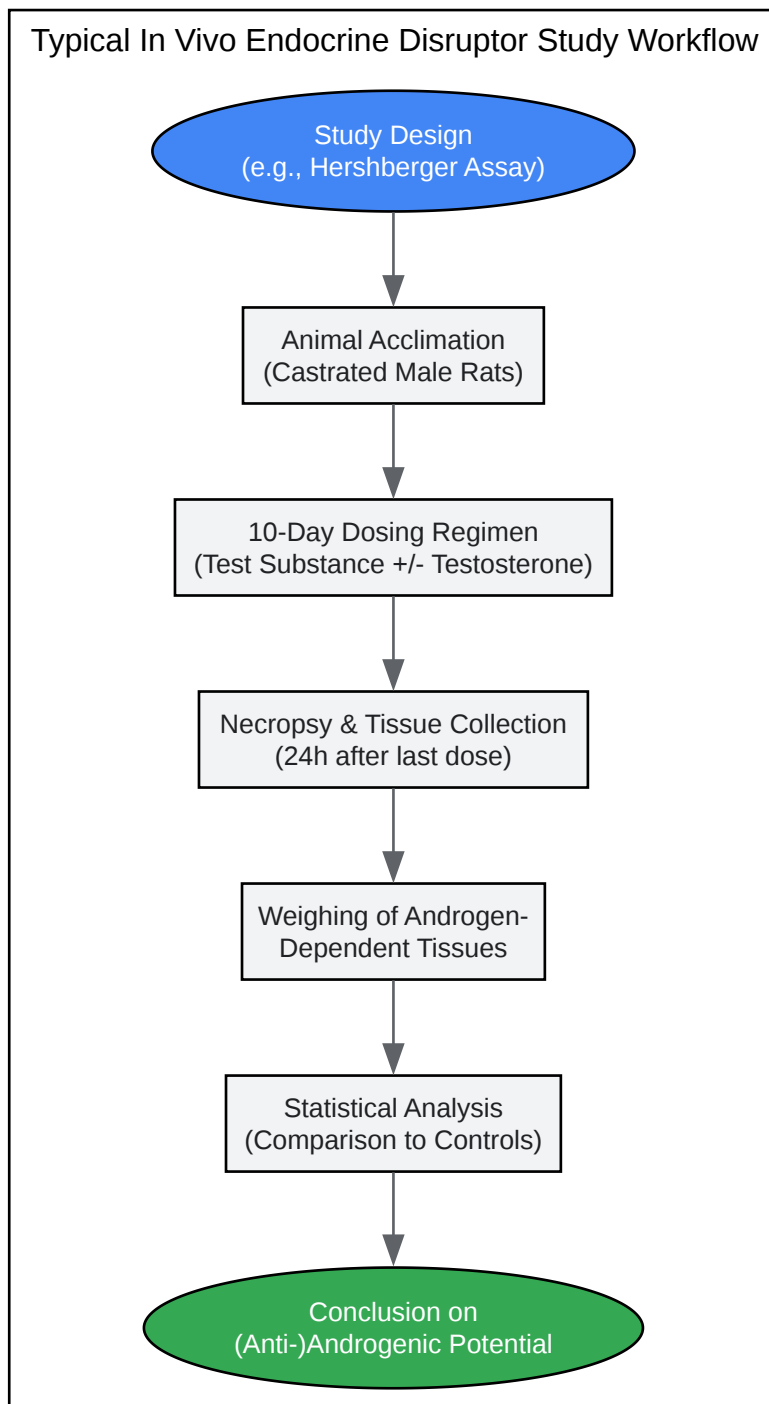 Typical In Vivo Endocrine Disruptor Study Workflow
Study Design
(e.g., Hershberger Assay)
Animal Acclimation
(Castrated Male Rats)
10-Day Dosing Regimen
(Test Substance +/- Testosterone)
Necropsy & Tissue Collection
(24h after last dose)
Weighing of Androgen-
Dependent Tissues
Statistical Analysis
(Comparison to Controls)
Conclusion on
(Anti-)Androgenic Potential